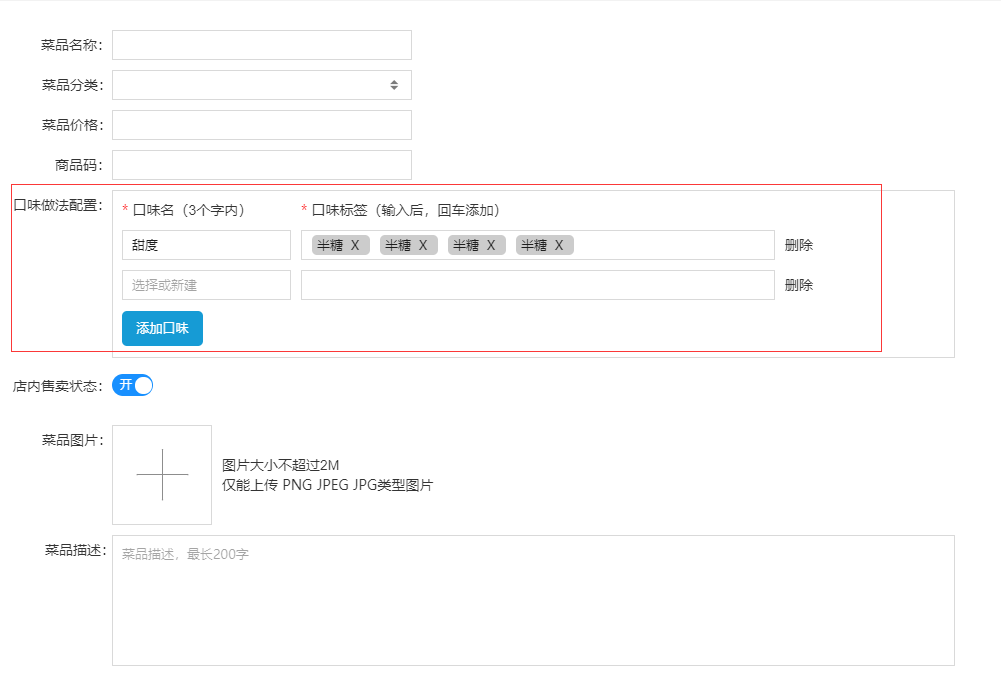 菜品名称：
菜品分类：
菜品价格：
商品码：
口味做法配置： * 口味名（3个字内） * 口味标签（输入后，回车添加）
甜度 半糖 X 半糖 X 半糖 X 半糖 X 删除
选择或新建 删除
添加口味
店内售卖状态： 开
菜品图片：
图片大小不超过2M
仅能上传 PNG JPEG JPG类型图片
菜品描述： 菜品描述，最长200字